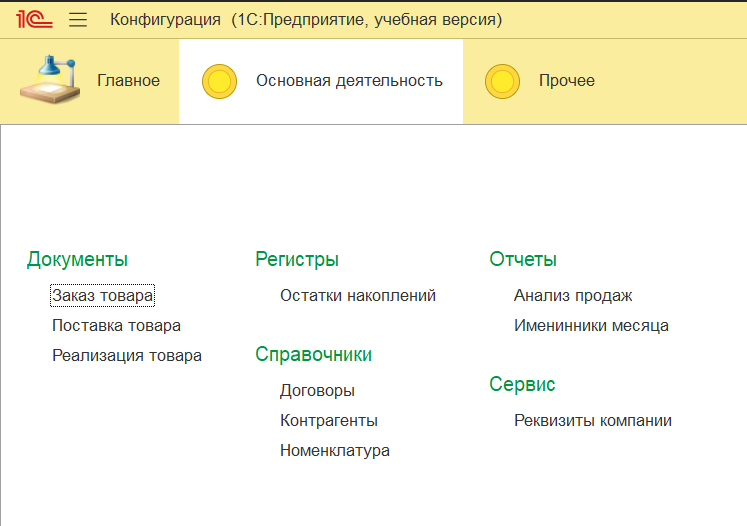 1С Конфигурация (1С:Предприятие, учебная версия)
Главное Основная деятельность Прочее
Документы
Заказ товара
Поставка товара
Реализация товара
Регистры
Остатки накоплений
Справочники
Договоры
Контрагенты
Номенклатура
Отчеты
Анализ продаж
Именинники месяца
Сервис
Реквизиты компании